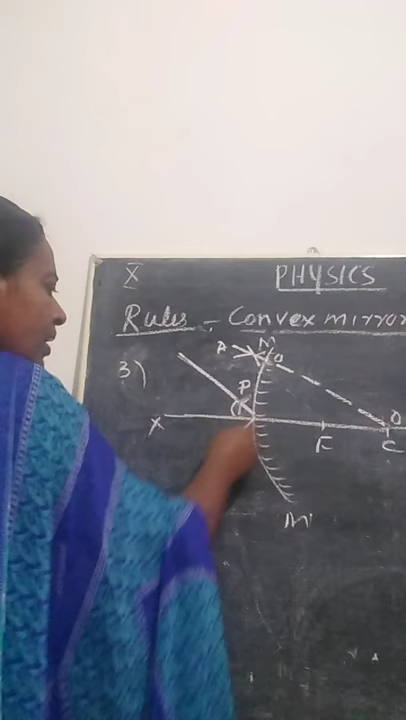 X PHYSICS
Rules :- Convex mirror
3)
A M
P
X F C
M'